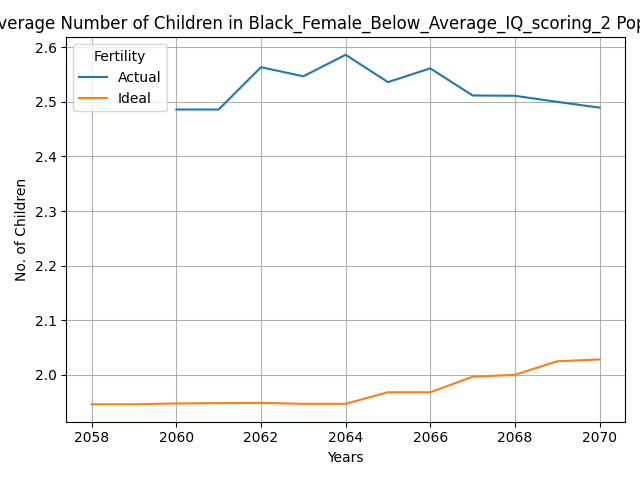 verage Number of Children in Black_Female_Below_Average_IQ_scoring_2 Pop
2.6
Fertility
Actual
Ideal
2.5
2.4
2.3
2.2
2.1
2.0
No. of Children
2058 2060 2062 2064 2066 2068 2070
Years